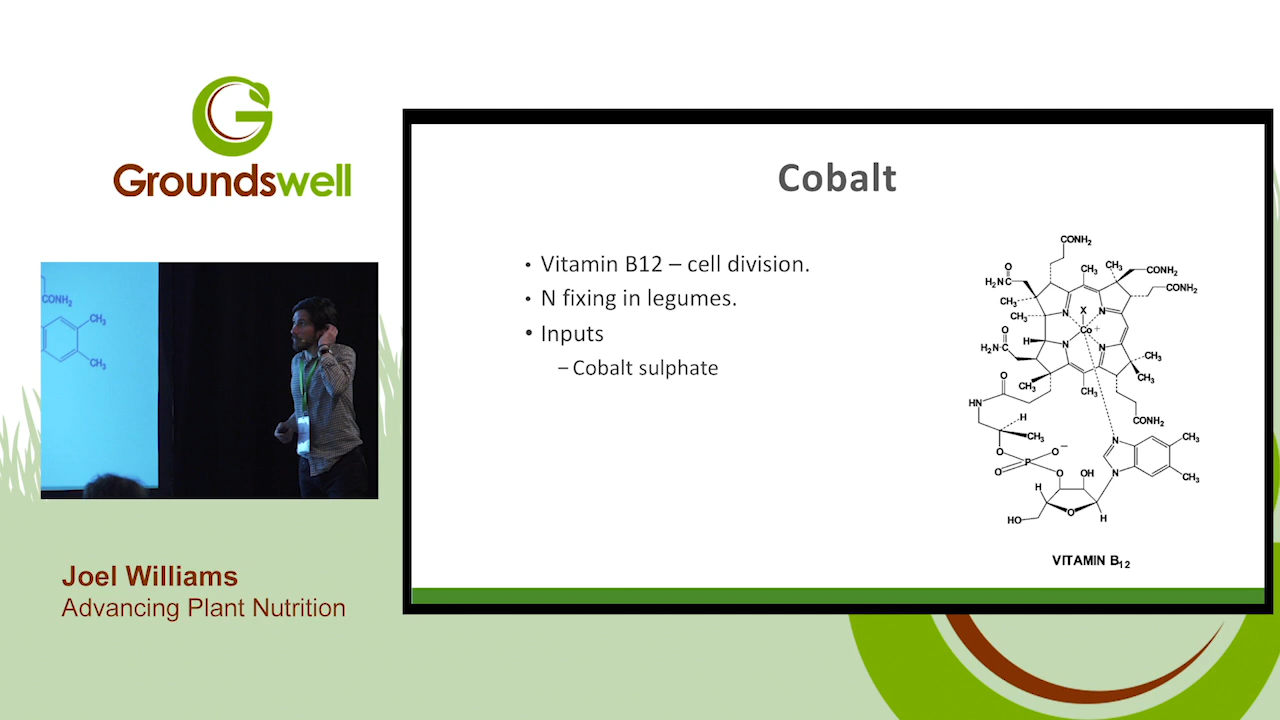 Groundswell
CONH₂
CH₃
CH₃
Joel Williams
Advancing Plant Nutrition
Cobalt
• Vitamin B12 – cell division.
• N fixing in legumes.
• Inputs
– Cobalt sulphate
CONH₂
O
H₂N
CH₃
CH₃
CONH₂
CONH₂
CH₃
CH₃
N
X
N
Co⁺
O
H₂N
H
N
N
CH₃
CH₃
O
CH₃
CH₃
HN
H
CONH₂
CH₃
O
O⁻
N
CH₃
O
P
O
OH
N
CH₃
H
HO
O
H
VITAMIN B₁₂